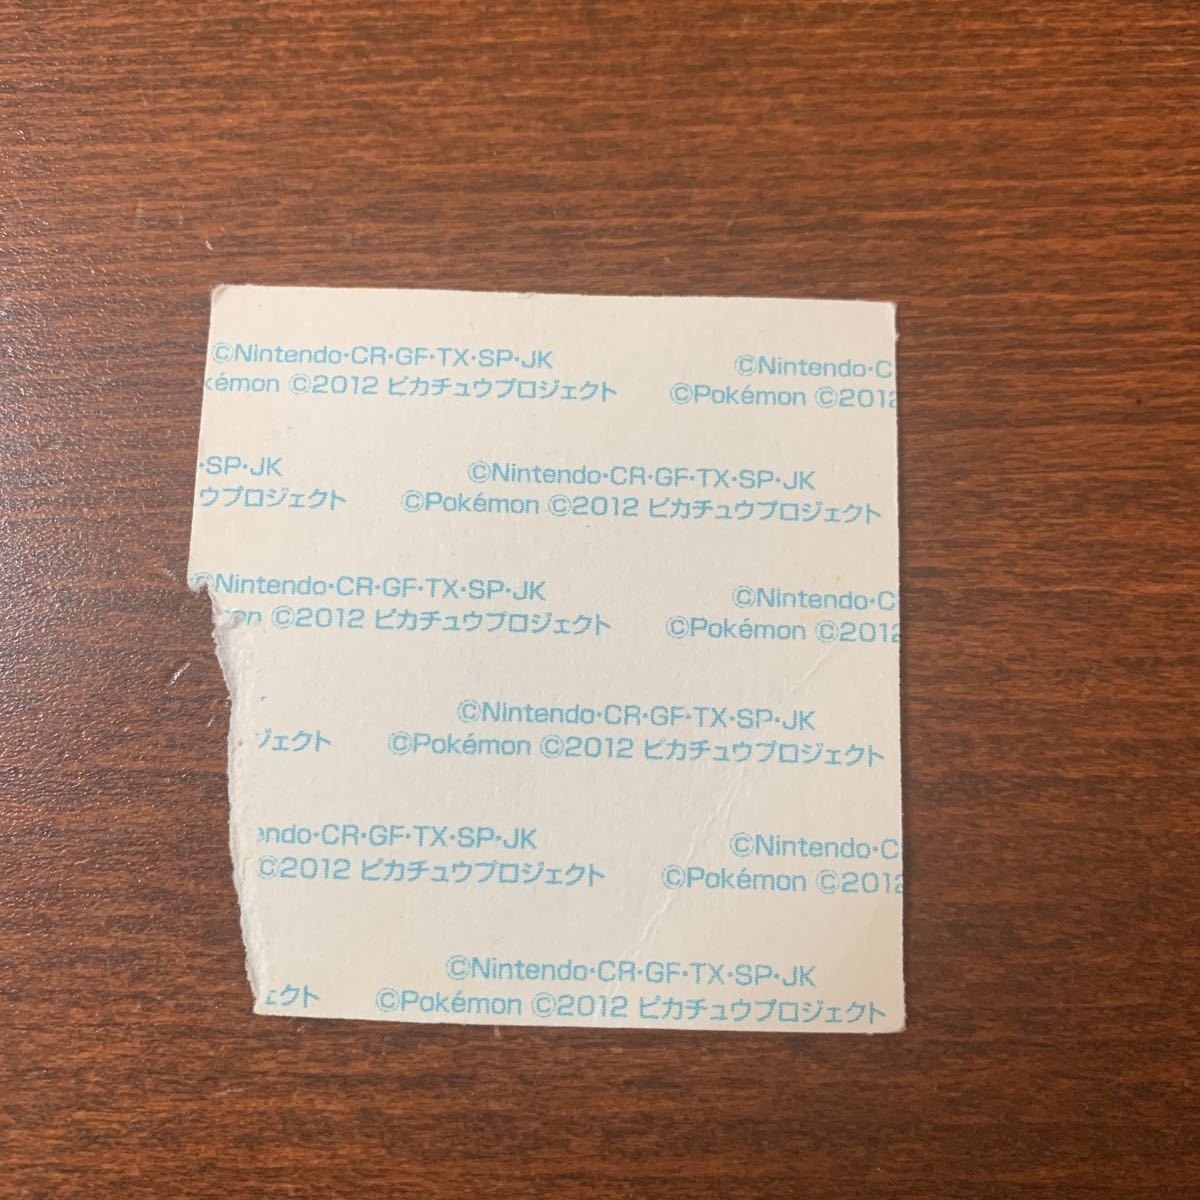 ©Nintendo・CR・GF・TX・SP・JK ©Nintendo・C
kémon ©2012 ピカチュウプロジェクト ©Pokémon ©2012
・SP・JK ©Nintendo・CR・GF・TX・SP・JK
ウプロジェクト ©Pokémon ©2012 ピカチュウプロジェクト
©Nintendo・CR・GF・TX・SP・JK ©Nintendo・C
on ©2012 ピカチュウプロジェクト ©Pokémon ©2012
©Nintendo・CR・GF・TX・SP・JK
ジェクト ©Pokémon ©2012 ピカチュウプロジェクト
endo・CR・GF・TX・SP・JK ©Nintendo・C
©2012 ピカチュウプロジェクト ©Pokémon ©2012
©Nintendo・CR・GF・TX・SP・JK
ェクト ©Pokémon ©2012 ピカチュウプロジェクト